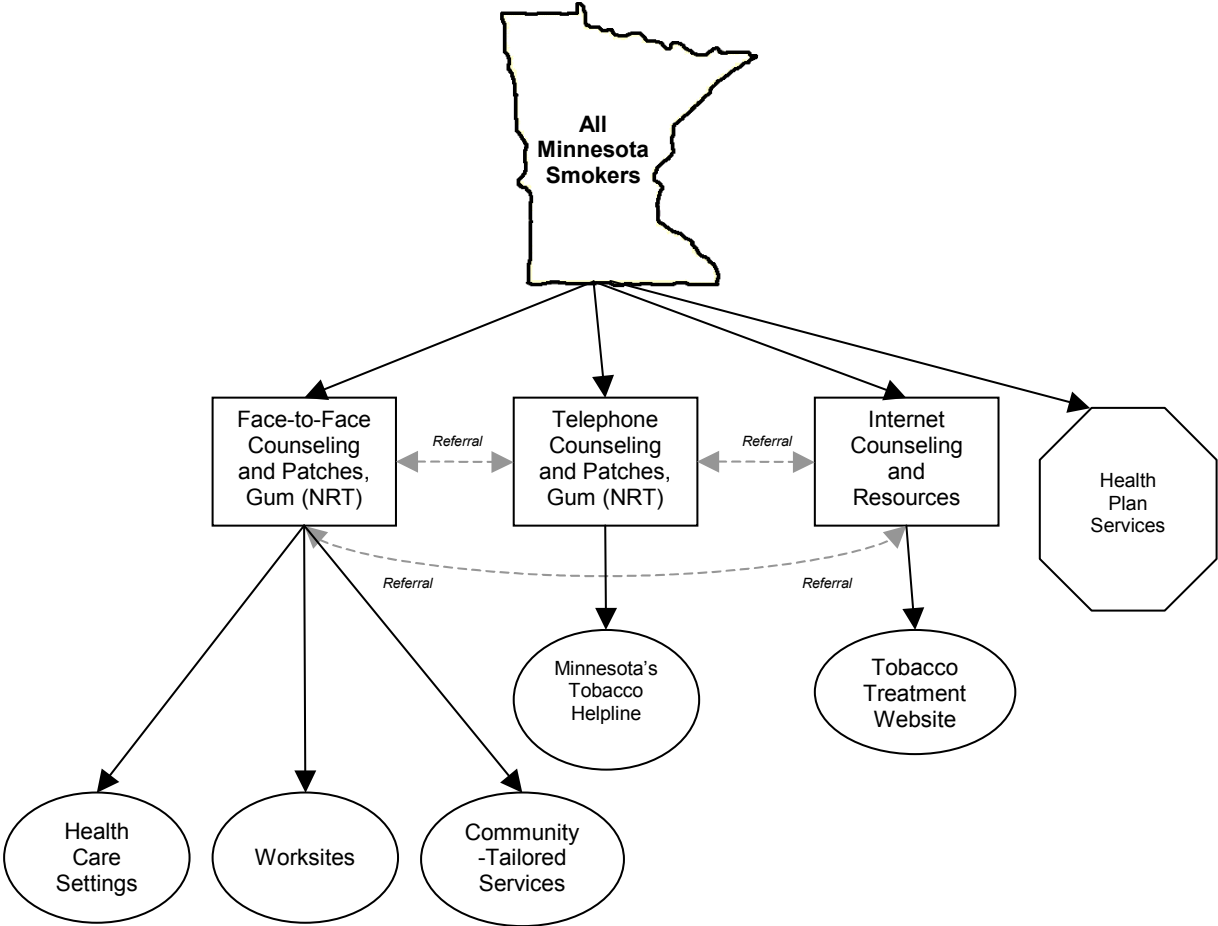 All
Minnesota
Smokers
Face-to-Face
Counseling
and Patches,
Gum (NRT)
Referral
Telephone
Counseling
and Patches,
Gum (NRT)
Referral
Internet
Counseling
and
Resources
Health
Plan
Services
Referral
Referral
Minnesota's
Tobacco
Helpline
Tobacco
Treatment
Website
Health
Care
Settings
Worksites
Community
-Tailored
Services